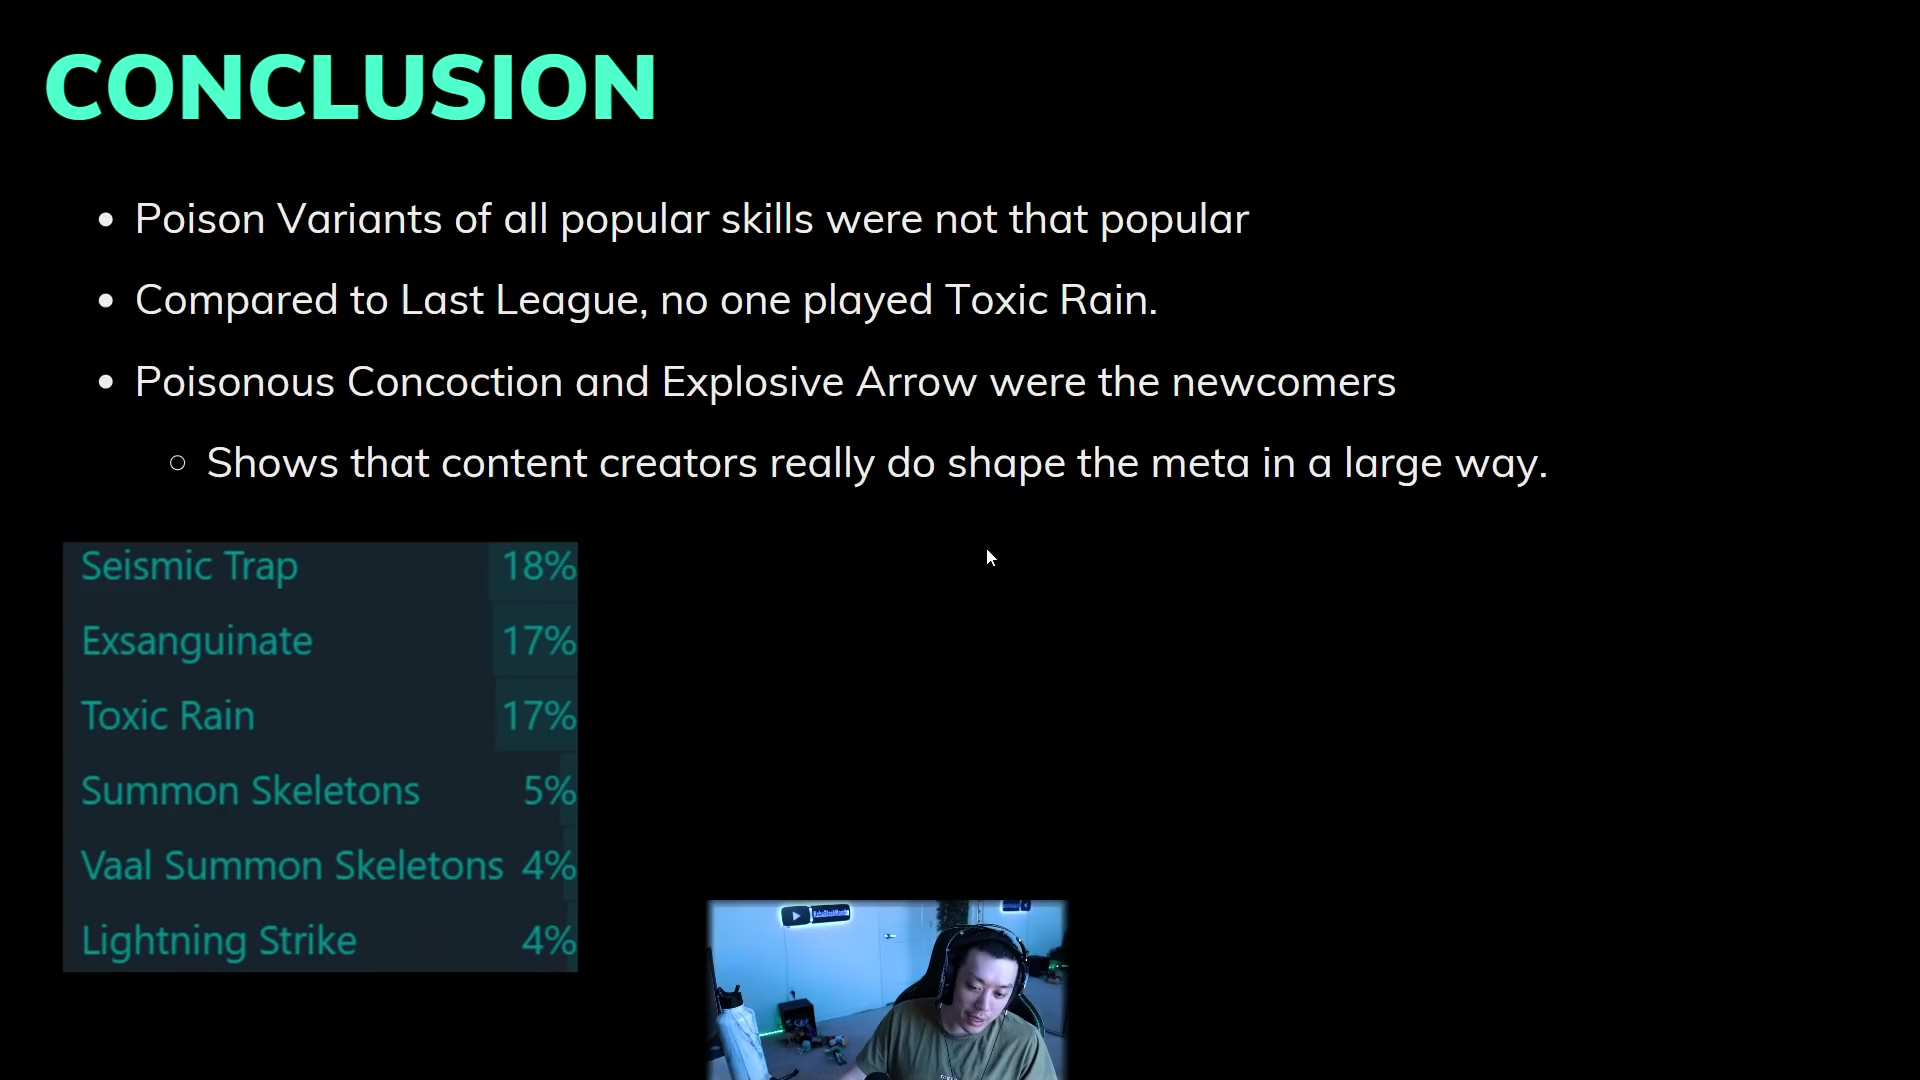 CONCLUSION
Poison Variants of all popular skills were not that popular
Compared to Last League, no one played Toxic Rain.
Poisonous Concoction and Explosive Arrow were the newcomers
Shows that content creators really do shape the meta in a large way.
Seismic Trap 18%
Exsanguinate 17%
Toxic Rain 17%
Summon Skeletons 5%
Vaal Summon Skeletons 4%
Lightning Strike 4%